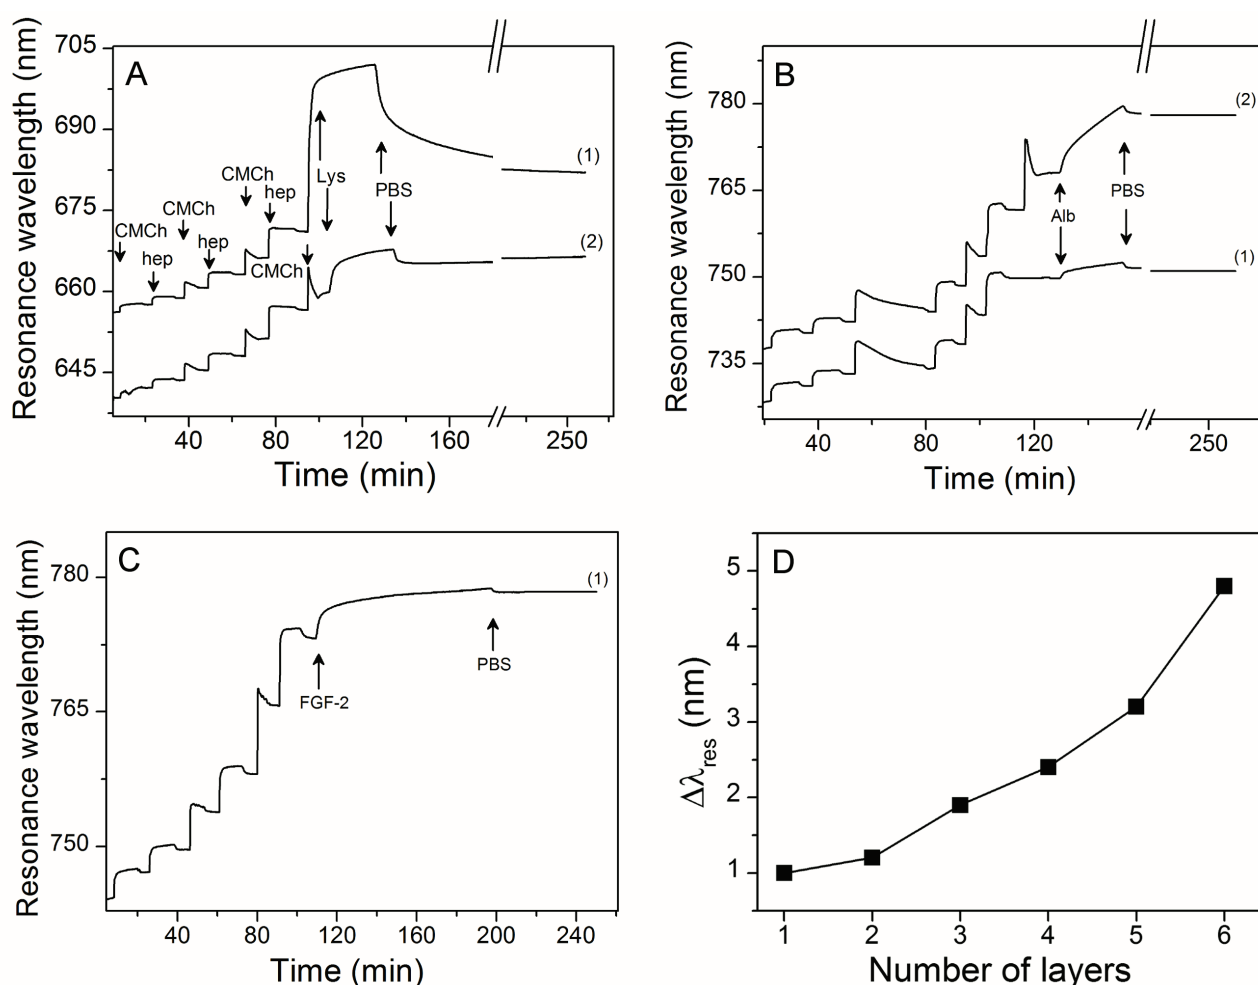 A
Resonance wavelength (nm)
705
690
675
660
645
CMCh
hep
CMCh
hep
CMCh
hep
CMCh
Lys
PBS
(1)
(2)
40
80
120
160
250
Time (min)
B
Resonance wavelength (nm)
780
765
750
735
(2)
PBS
Alb
(1)
40
80
120
250
Time (min)
C
Resonance wavelength (nm)
780
765
750
(1)
PBS
FGF-2
40
80
120
160
200
240
Time (min)
D
Δλres (nm)
5
4
3
2
1
1
2
3
4
5
6
Number of layers